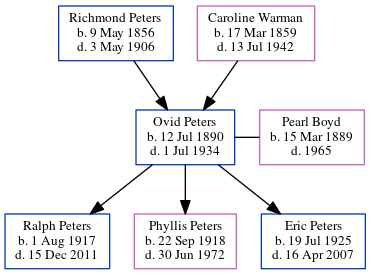 Richmond Peters
b. 9 May 1856
d. 3 May 1906
Caroline Warman
b. 17 Mar 1859
d. 13 Jul 1942
Ovid Peters
b. 12 Jul 1890
d. 1 Jul 1934
Pearl Boyd
b. 15 Mar 1889
d. 1965
Ralph Peters
b. 1 Aug 1917
d. 15 Dec 2011
Phyllis Peters
b. 22 Sep 1918
d. 30 Jun 1972
Eric Peters
b. 19 Jul 1925
d. 16 Apr 2007